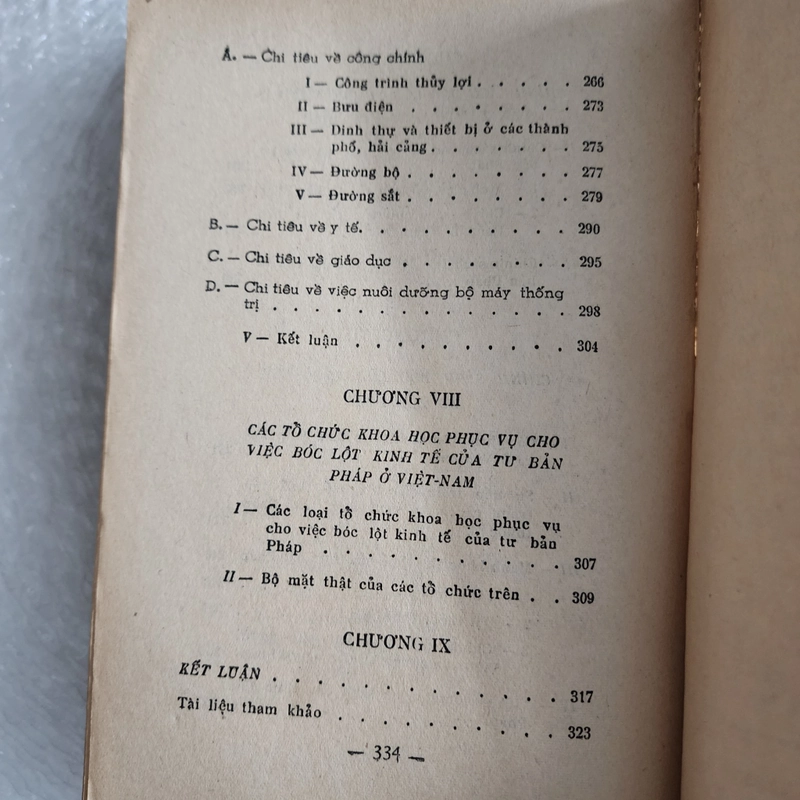 A. — Chi tiêu về công chính
I — Công trình thủy lợi . . . . . 266
II — Bưu điện . . . . . . . 273
III — Dinh thự và thiết bị ở các thành
phố, hải cảng . . . . . . 275
IV — Đường bộ . . . . . . . 277
V — Đường sắt . . . . . . . 279
B. — Chi tiêu về y tế. . . . . . . . . . 290
C. — Chi tiêu về giáo dục . . . . . . . . 295
D. — Chi tiêu về việc nuôi dưỡng bộ máy thống
trị . . . . . . . . . . . . . 298
V — Kết luận . . . . . . . . . 304
CHƯƠNG VIII
CÁC TỔ CHỨC KHOA HỌC PHỤC VỤ CHO
VIỆC BÓC LỘT KINH TẾ CỦA TƯ BẢN
PHÁP Ở VIỆT-NAM
I — Các loại tổ chức khoa học phục vụ
cho việc bóc lột kinh tế của tư bản
Pháp . . . . . . . . . . 307
II — Bộ mặt thật của các tổ chức trên . . 309
CHƯƠNG IX
KẾT LUẬN . . . . . . . . . . . . . 317
Tài liệu tham khảo . . . . . . . . . . 323
— 334 —